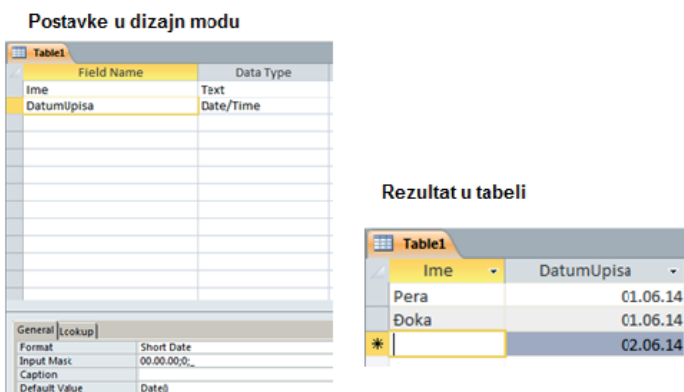 Postavke u dizajn modu
Table1
Field Name Data Type
Ime Text
DatumUpisa Date/Time
General Lookup
Format Short Date
Input Mask 00.00.00;0;_
Caption
Default Value Date()
Rezultat u tabeli
Table1
Ime DatumUpisa
Pera 01.06.14
Đoka 01.06.14
02.06.14